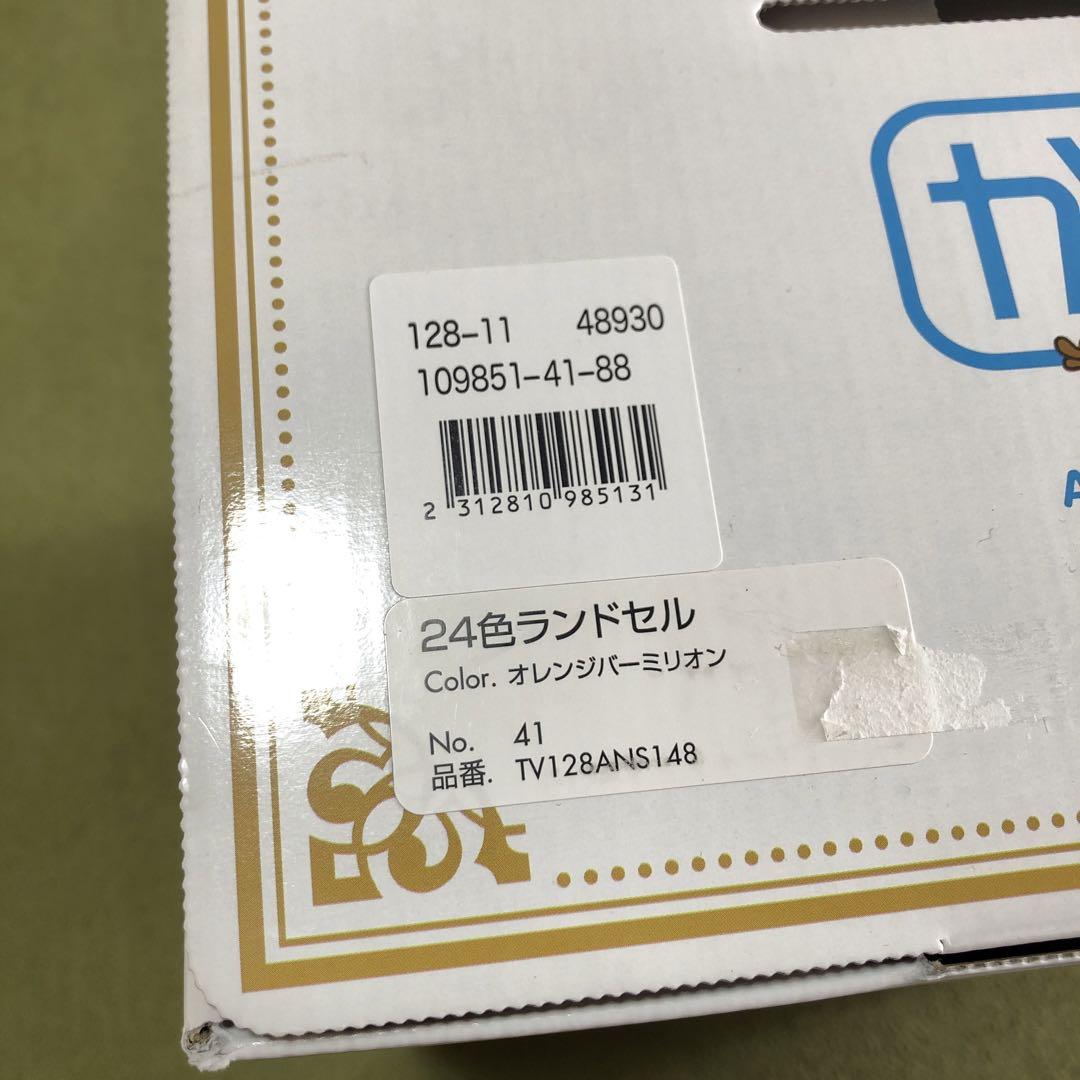 128-11 48930
109851-41-88
2 312810 985131
24色ランドセル
Color. オレンジバーミリオン
No. 41
品番. TV128ANS148
か
A